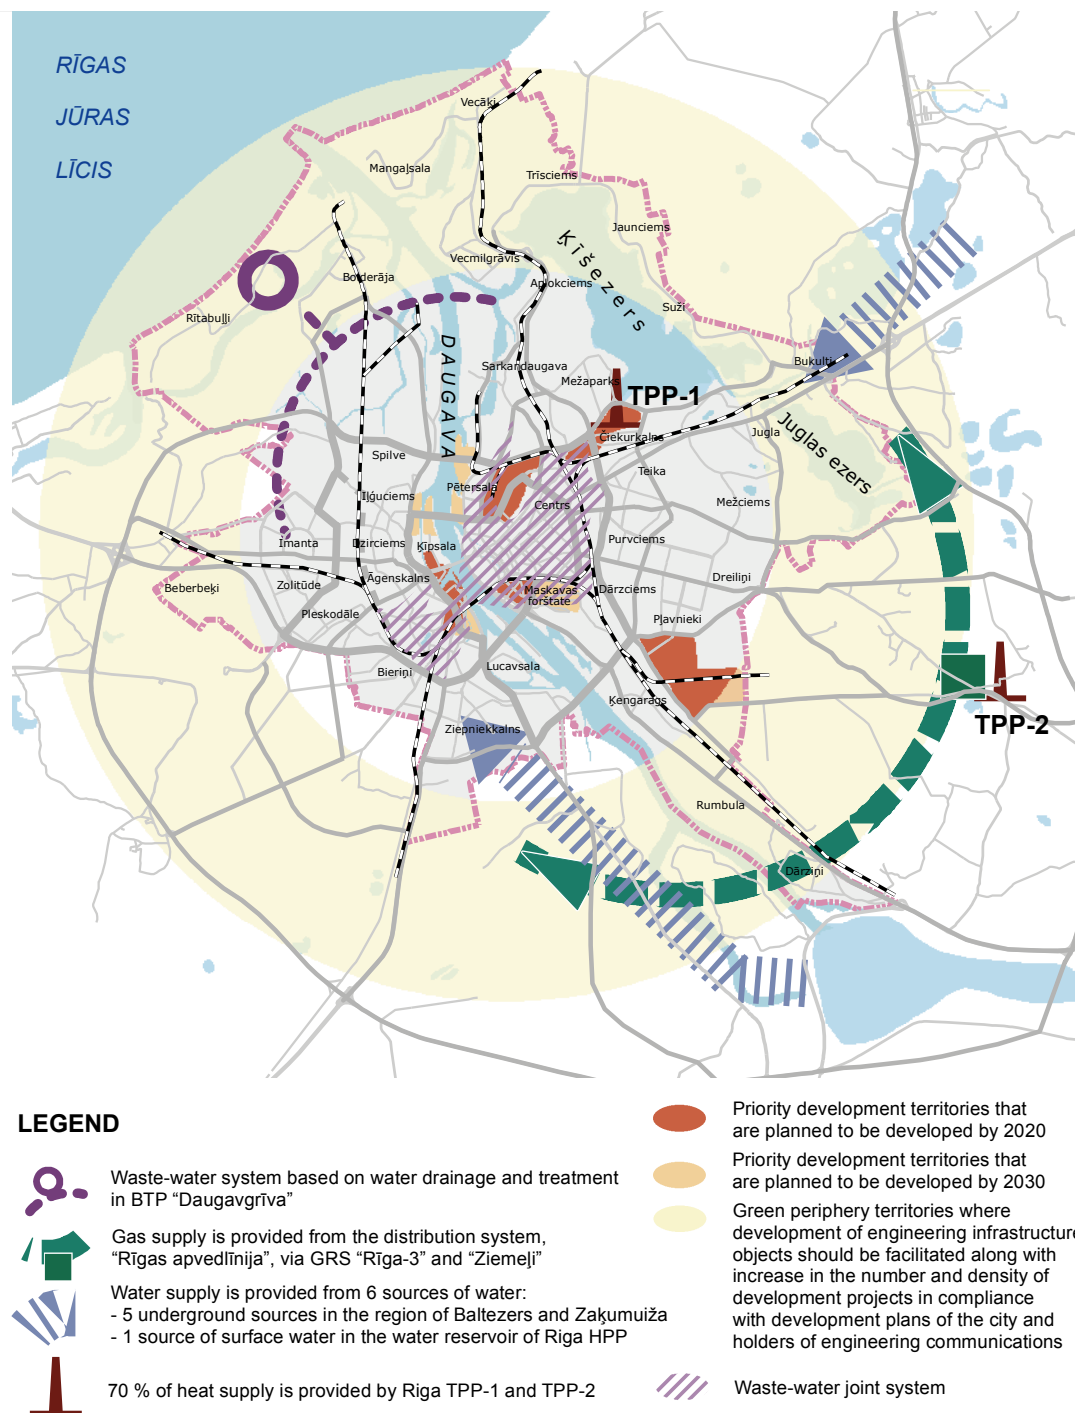 RĪGAS
JŪRAS
LĪCIS
Vecāķi
Mangaļsala
Trīsciems
Jaunciems
Ķīšezers
Vecmilgrāvis
Bolderāja
Aplokciems
Suži
Rītabuļļi
DAUGAVA
Bukulti
Sarkandaugava
Mežaparks
TPP-1
Čiekurkalns
Jugla
Juglas ezers
Spilve
Teika
Pētersala
Iļģuciems
Centrs
Mežciems
Imanta
Dzirciems
Ķīpsala
Purvciems
Zolitūde
Āgenskalns
Dreiliņi
Beberbeķi
Maskavas
forštate
Dārzciems
Pleskodāle
Pļavnieki
Bieriņi
Lucavsala
Ķengarags
TPP-2
Ziepniekkalns
Rumbula
Dārziņi
LEGEND
Waste-water system based on water drainage and treatment
in BTP “Daugavgrīva”
Gas supply is provided from the distribution system,
“Rīgas apvedlīnija”, via GRS “Rīga-3” and “Ziemeļi”
Water supply is provided from 6 sources of water:
- 5 underground sources in the region of Baltezers and Zaķumuiža
- 1 source of surface water in the water reservoir of Riga HPP
70 % of heat supply is provided by Riga TPP-1 and TPP-2
Priority development territories that
are planned to be developed by 2020
Priority development territories that
are planned to be developed by 2030
Green periphery territories where
development of engineering infrastructure
objects should be facilitated along with
increase in the number and density of
development projects in compliance
with development plans of the city and
holders of engineering communications
Waste-water joint system